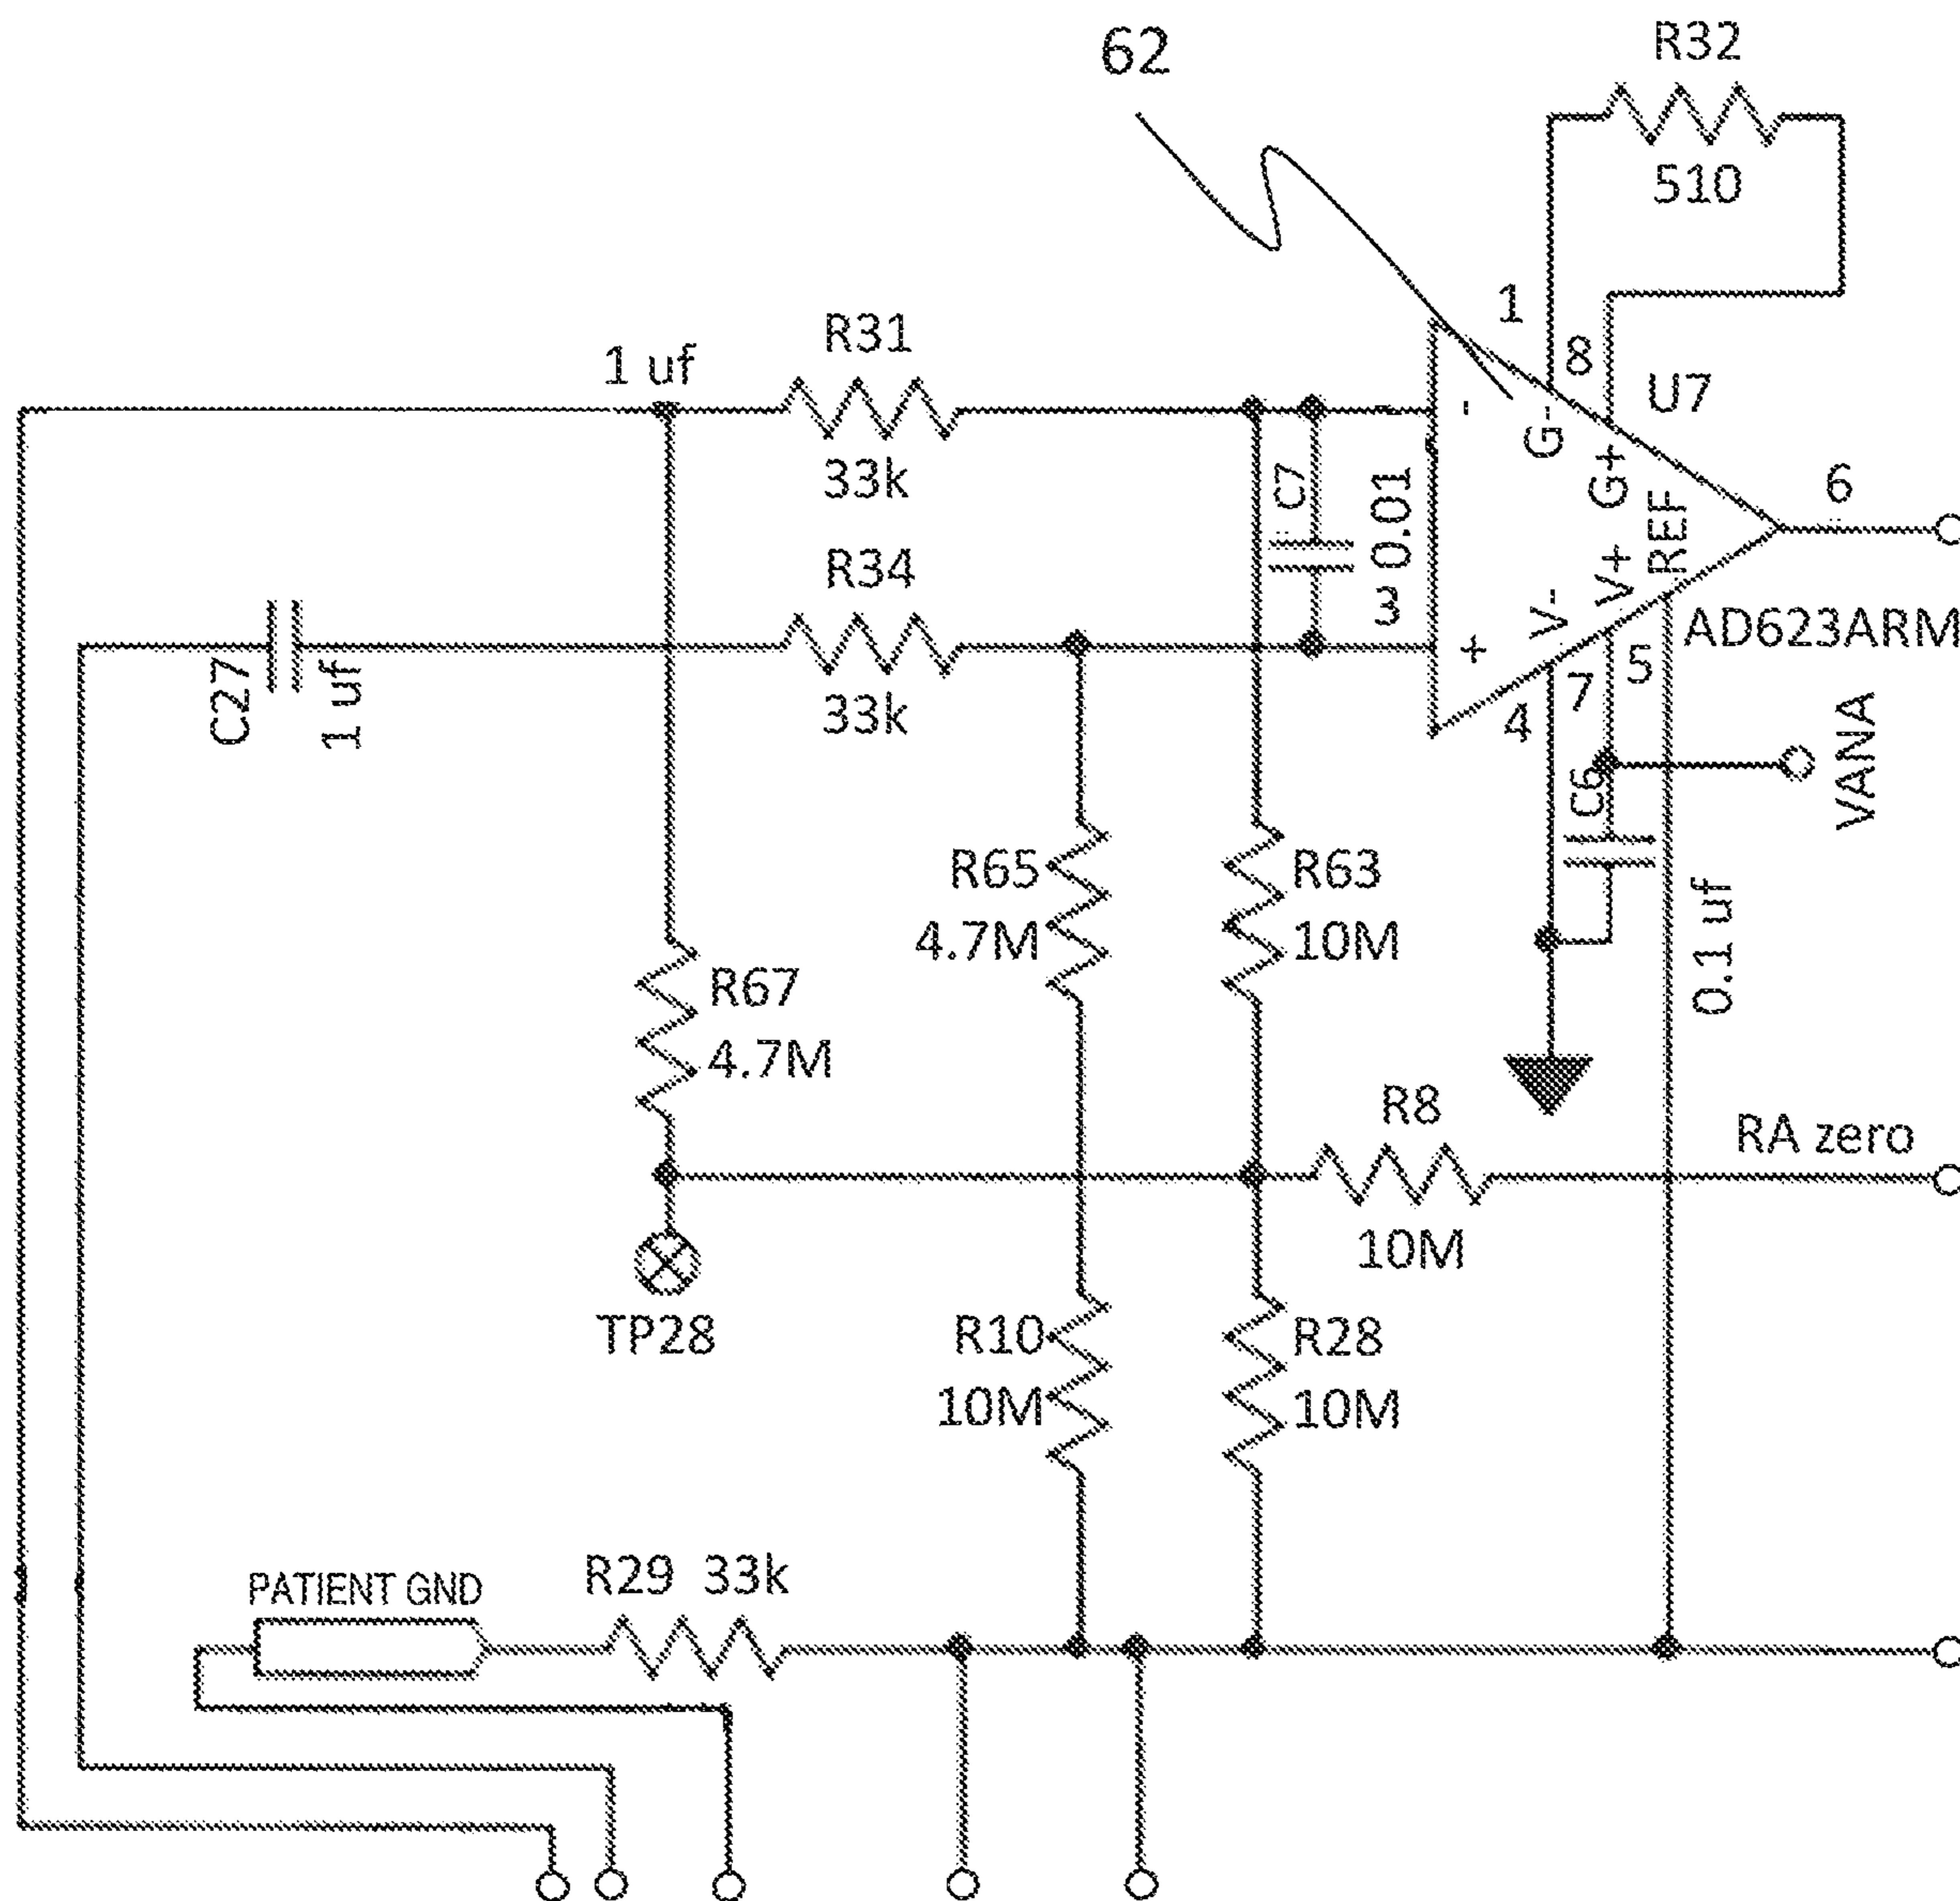 62
R32
510
1
8
R31
1 uf
33k
-
G-
G+
U7
6
C7
0.01
REF
R34
3
V-
V+
AD623ARM
+
C27
1 uf
33k
4
7
5
VANA
C6
R65
4.7M
R63
10M
0.1 uf
R67
4.7M
R8
10M
RA zero
TP28
R10
10M
R28
10M
PATIENT GND
R29 33k